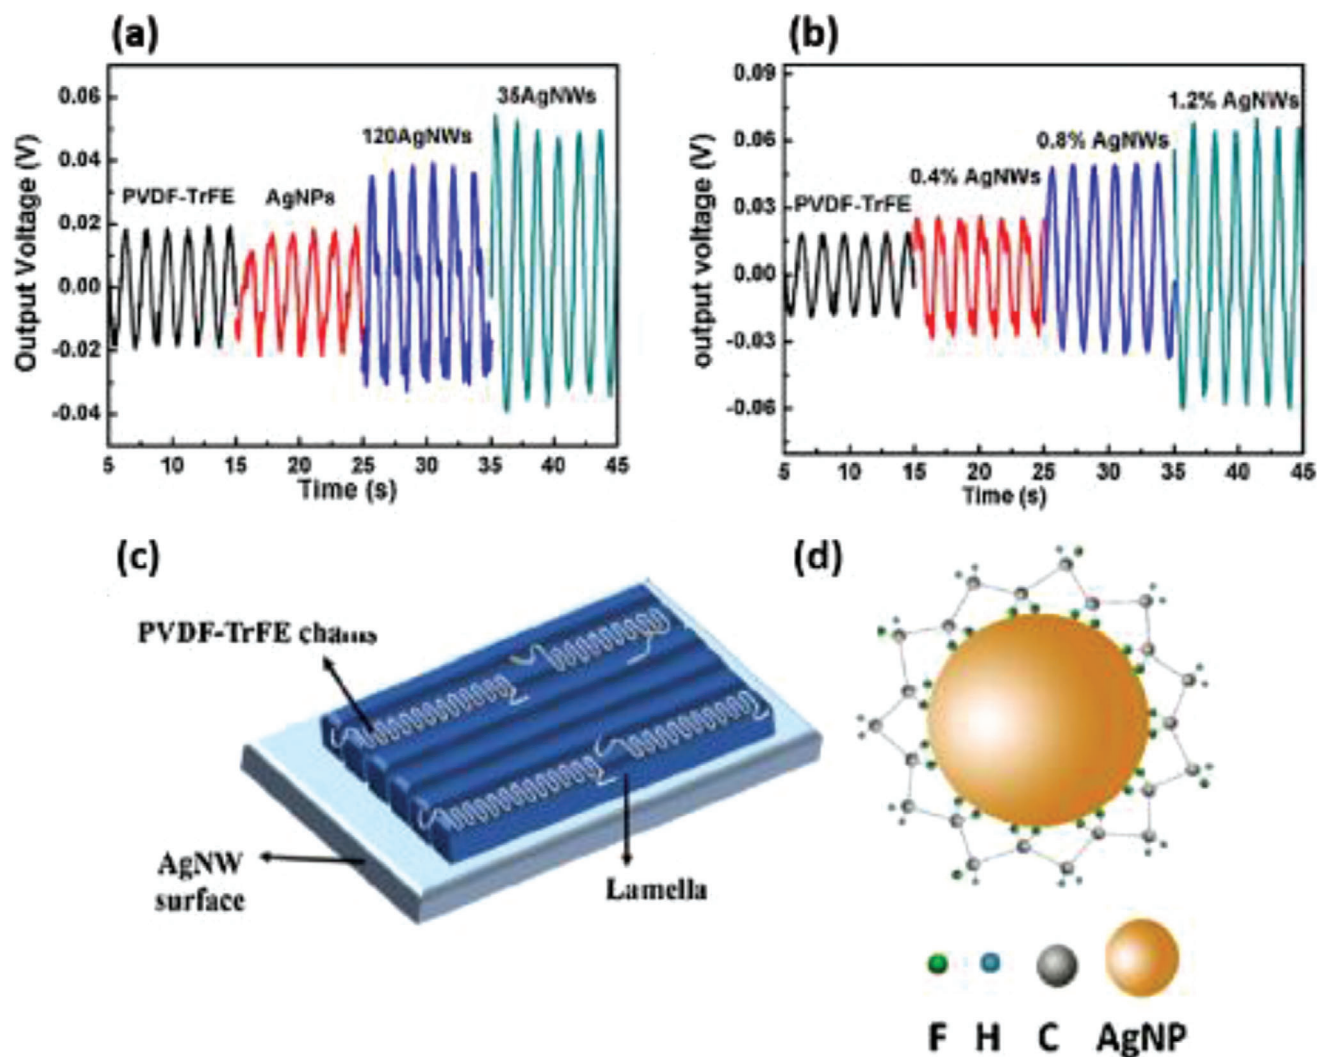 (a)
35AgNWs
120AgNWs
PVDF-TrFE
AgNPs
Output Voltage (V)
0.06
0.04
0.02
0.00
-0.02
-0.04
5 10 15 20 25 30 35 40 45
Time (s)
(b)
1.2% AgNWs
0.8% AgNWs
0.4% AgNWs
PVDF-TrFE
output voltage (V)
0.09
0.06
0.03
0.00
-0.03
-0.06
5 10 15 20 25 30 35 40 45
Time (s)
(c)
PVDF-TrFE
AgNW
surface
Lamella
(d)
F H C AgNP